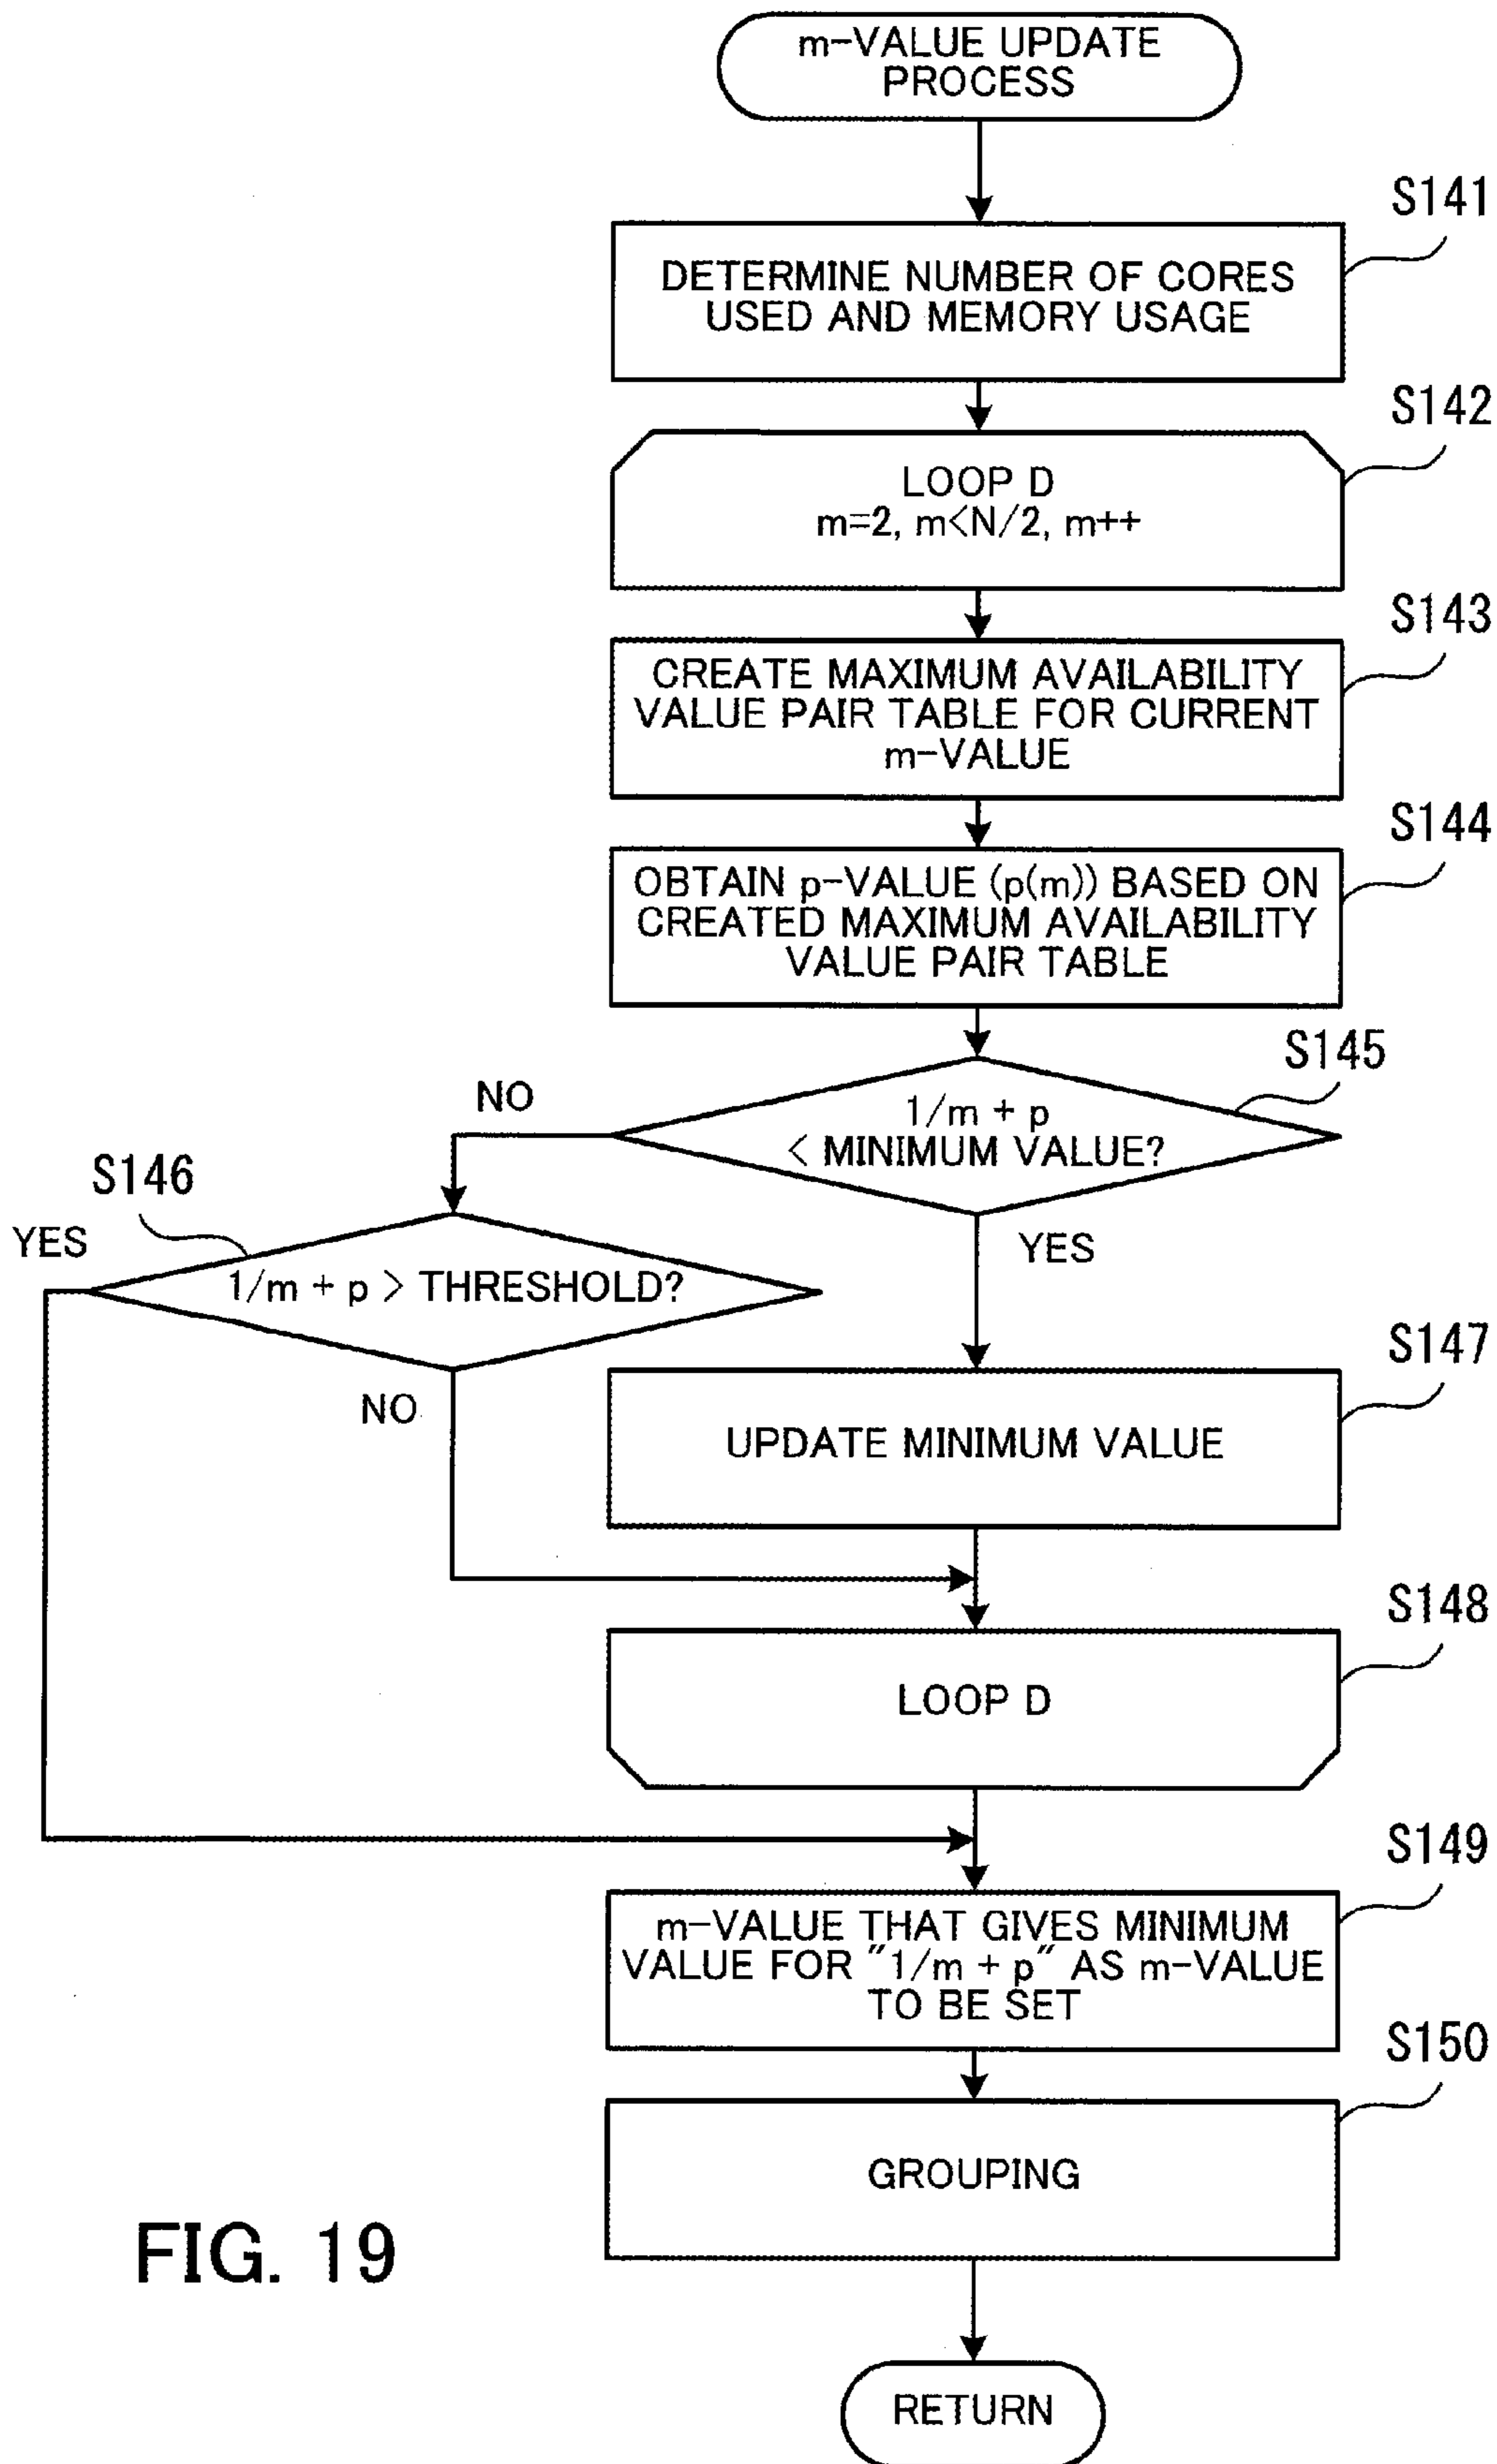 m-VALUE UPDATE
PROCESS
S141
DETERMINE NUMBER OF CORES
USED AND MEMORY USAGE
S142
LOOP D
m=2, m<N/2, m++
S143
CREATE MAXIMUM AVAILABILITY
VALUE PAIR TABLE FOR CURRENT
m-VALUE
S144
OBTAIN p-VALUE (p(m)) BASED ON
CREATED MAXIMUM AVAILABILITY
VALUE PAIR TABLE
S145
NO
1/m + p
< MINIMUM VALUE?
S146
YES
YES
1/m + p > THRESHOLD?
S147
NO
UPDATE MINIMUM VALUE
S148
LOOP D
S149
m-VALUE THAT GIVES MINIMUM
VALUE FOR "1/m + p" AS m-VALUE
TO BE SET
S150
GROUPING
FIG. 19
RETURN